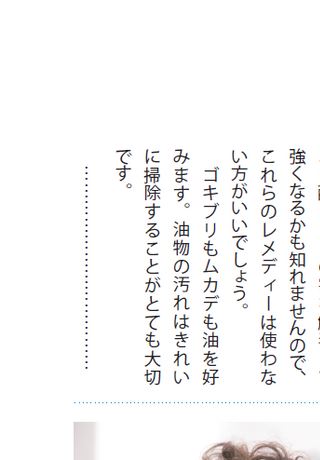 強くなるかも知れませんので、
これらのレメディーは使わな
い方がいいでしょう。
ゴキブリもムカデも油を好
みます。油物の汚れはきれい
に掃除することがとても大切
です。